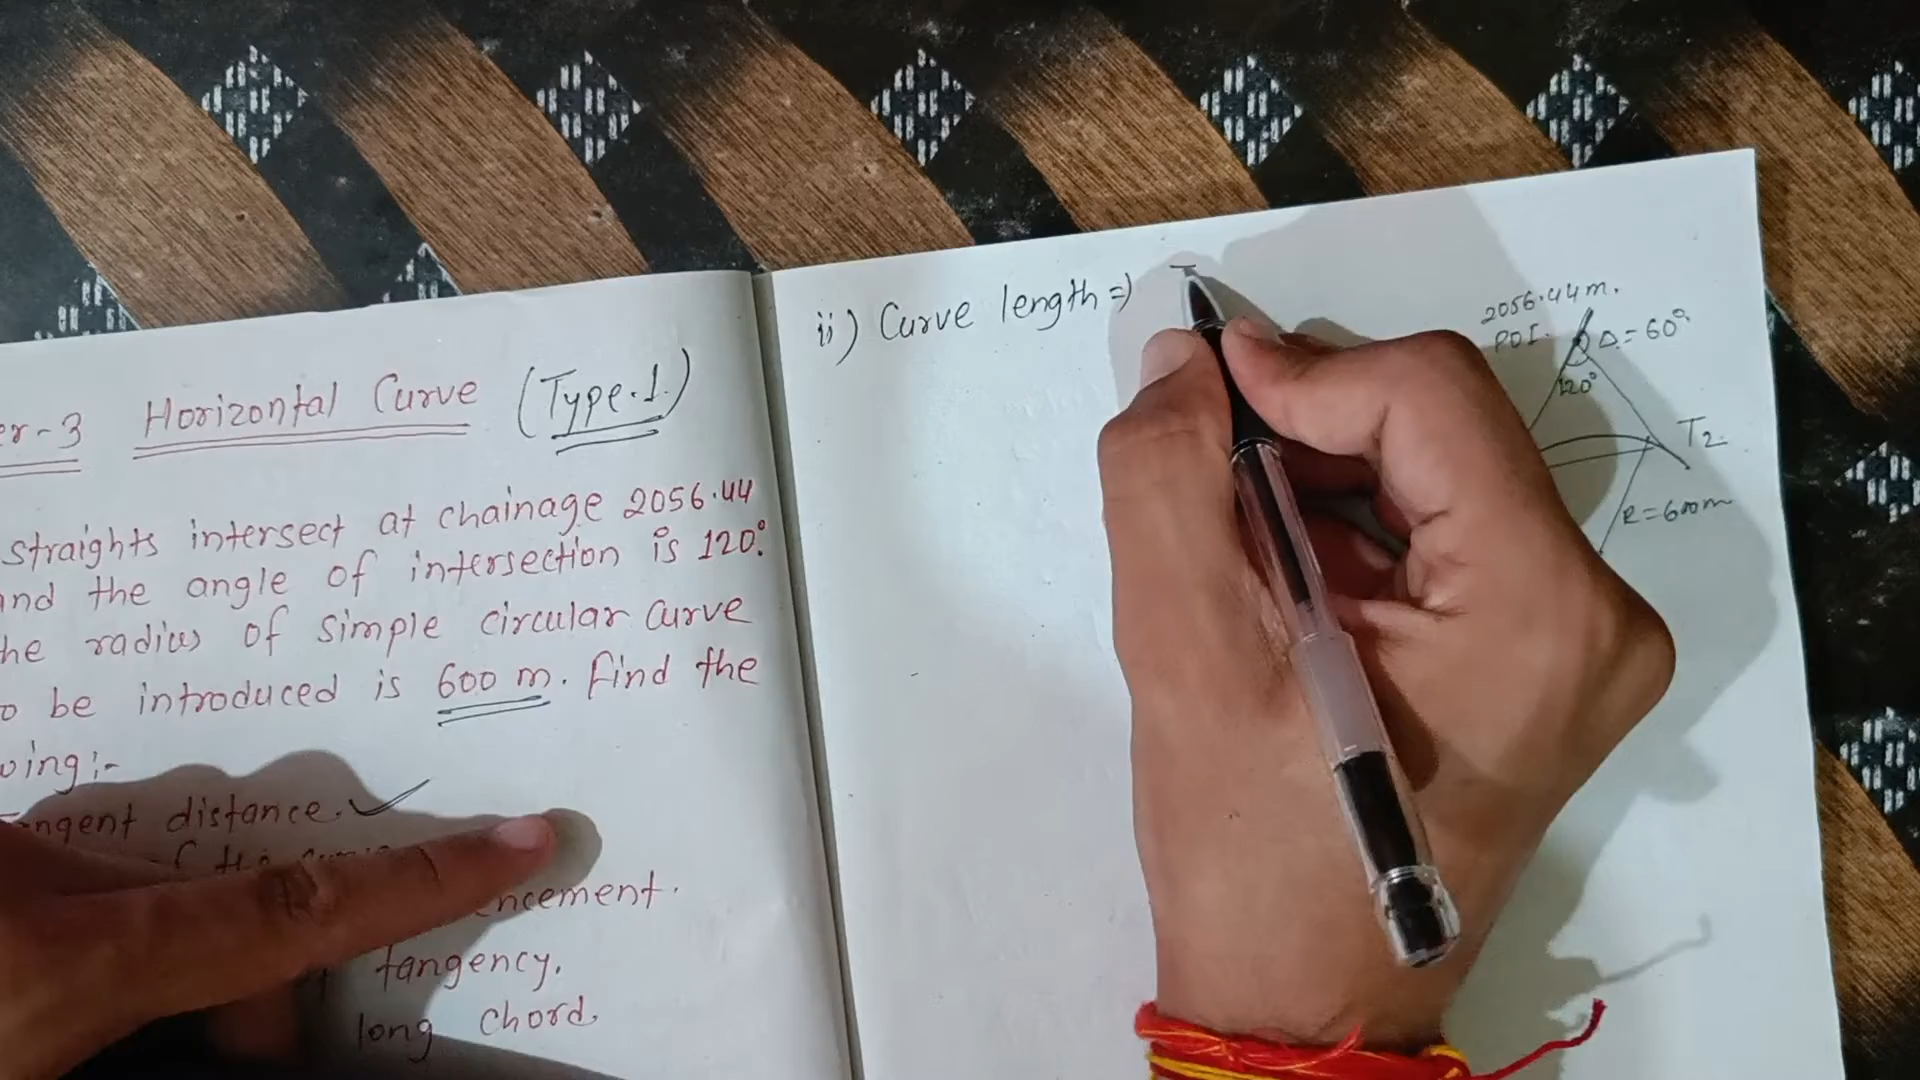 er-3 Horizontal Curve (Type.1.)
straights intersect at chainage 2056.44
and the angle of intersection is 120°.
he radius of simple circular curve
o be introduced is 600 m. Find the
wing:-
ngent distance.
encement.
tangency.
long chord.
ii) Curve length =)
2056.44m.
POI. Δ= 60°
120°
T2.
R=600m